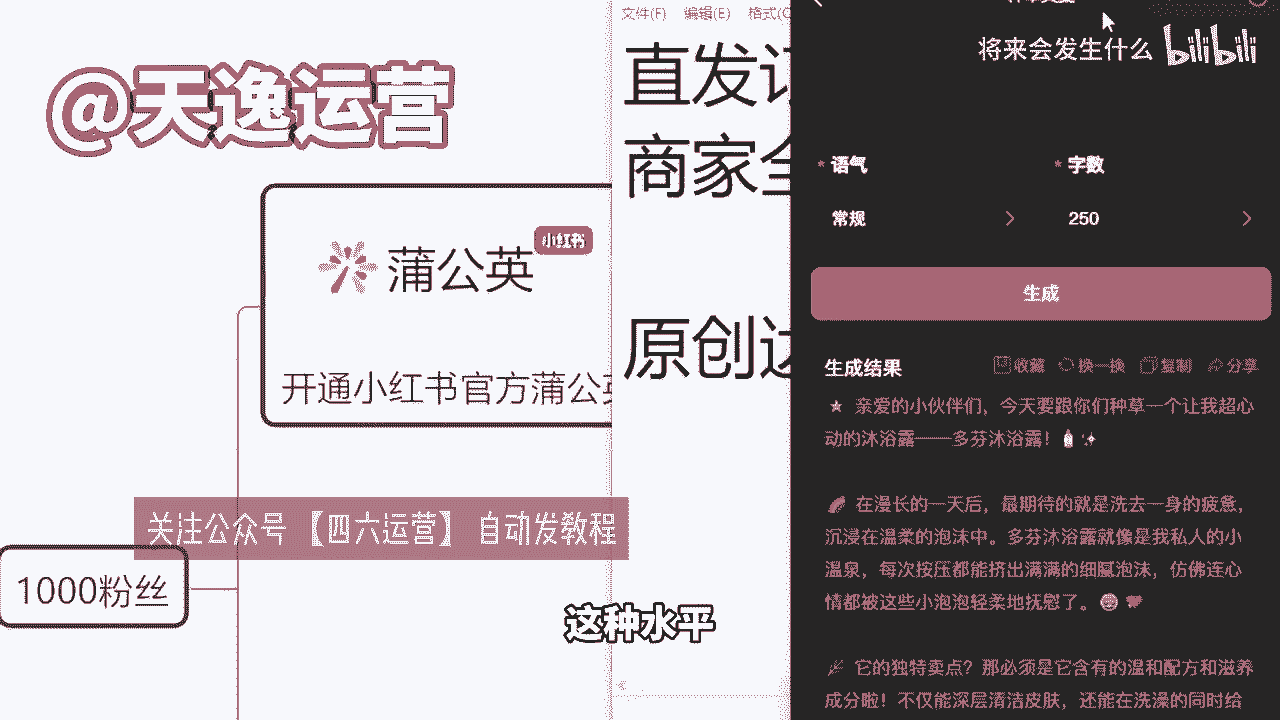 @天逸运营
小红书
蒲公英
开通小红书官方蒲公英
关注公众号 【四六运营】 自动发教程
1000粉丝
这种水平
文件(F) 编辑(E) 格式(
直发
商家全
原创达
将来会发生什么 bilibili
* 语气
* 字数
常规
250
生成
生成结果
收藏 换一换 复制 分享
亲爱的小伙伴们，今天要跟你们种草一个让我超心
动的沐浴露——多芬沐浴露！
在漫长的一天后，最期待的就是洗去一身的疲惫，
沉浸在温柔的泡沫中。多芬沐浴露就像是我私人的小
温泉，每次按压都能挤出满满的细腻泡沫，仿佛连心
情都被这些小泡泡轻柔地抚慰了。
它的独特卖点？那必须是它含有的温和配方和滋养
成分啦！不仅能深层清洁皮肤，还能在洗澡的同时给